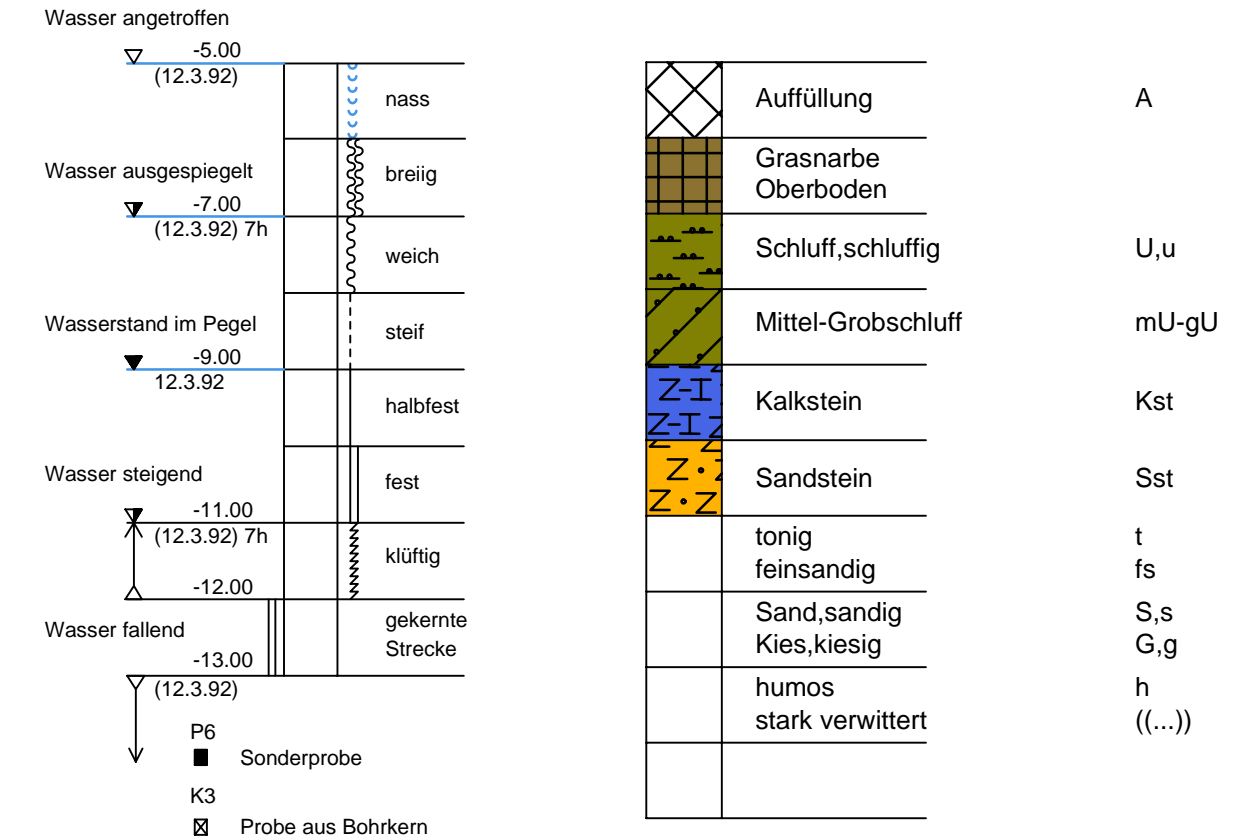 Wasser angetroffen
-5.00
(12.3.92)
nass
Wasser ausgespiegelt
breiig
-7.00
(12.3.92) 7h
weich
Wasserstand im Pegel
steif
-9.00
12.3.92
halbfest
Wasser steigend
fest
-11.00
(12.3.92) 7h
klüftig
-12.00
gekernte
Strecke
Wasser fallend
-13.00
(12.3.92)
P6
Sonderprobe
K3
Probe aus Bohrkern
Auffüllung A
Grasnarbe
Oberboden
Schluff,schluffig U,u
Mittel-Grobschluff mU-gU
Kalkstein Kst
Sandstein Sst
tonig t
feinsandig fs
Sand,sandig S,s
Kies,kiesig G,g
humos h
stark verwittert ((...))